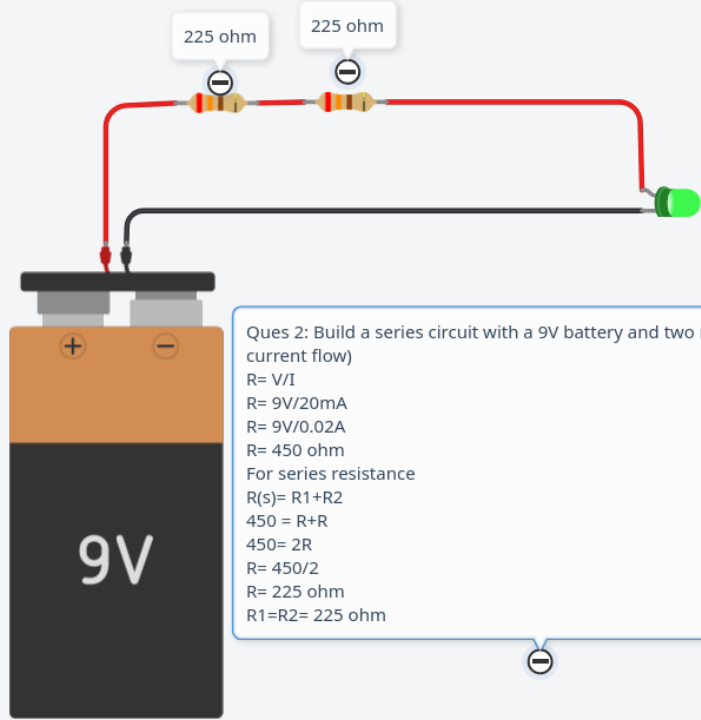 225 ohm
225 ohm
+ −
9V
Ques 2: Build a series circuit with a 9V battery and two
current flow)
R= V/I
R= 9V/20mA
R= 9V/0.02A
R= 450 ohm
For series resistance
R(s)= R1+R2
450 = R+R
450= 2R
R= 450/2
R= 225 ohm
R1=R2= 225 ohm